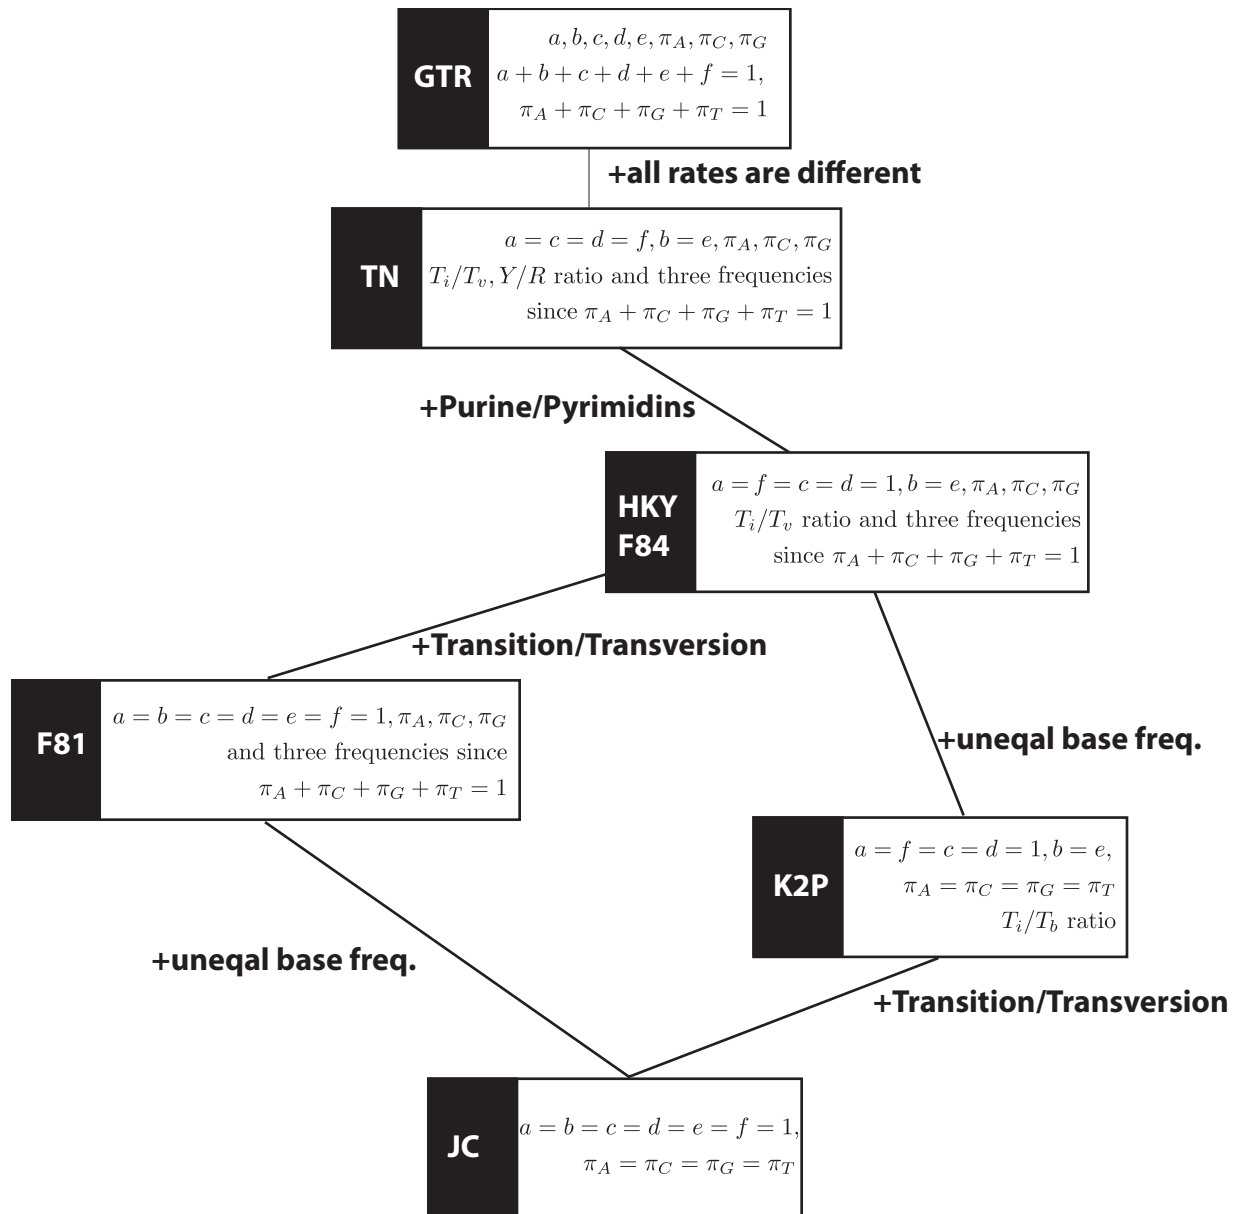 GTR
a, b, c, d, e, π_A, π_C, π_G
a + b + c + d + e + f = 1,
π_A + π_C + π_G + π_T = 1
+all rates are different
TN
a = c = d = f, b = e, π_A, π_C, π_G
T_i/T_v, Y/R ratio and three frequencies
since π_A + π_C + π_G + π_T = 1
+Purine/Pyrimidins
HKY
F84
a = f = c = d = 1, b = e, π_A, π_C, π_G
T_i/T_v ratio and three frequencies
since π_A + π_C + π_G + π_T = 1
+Transition/Transversion
F81
a = b = c = d = e = f = 1, π_A, π_C, π_G
and three frequencies since
π_A + π_C + π_G + π_T = 1
+uneqal base freq.
K2P
a = f = c = d = 1, b = e,
π_A = π_C = π_G = π_T
T_i/T_b ratio
+uneqal base freq.
+Transition/Transversion
JC
a = b = c = d = e = f = 1,
π_A = π_C = π_G = π_T